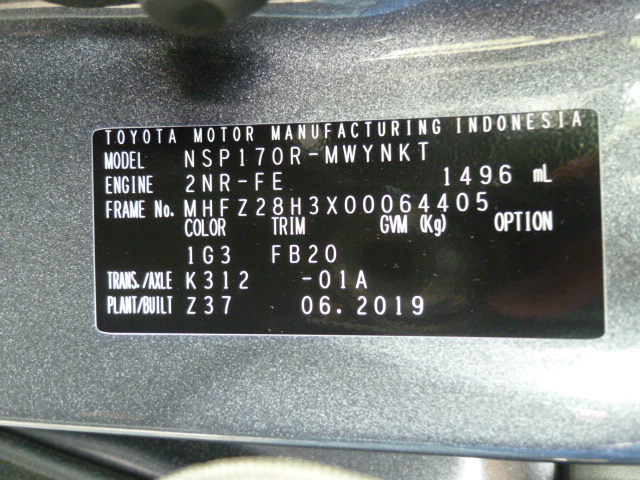 TOYOTA MOTOR MANUFACTURING INDONESIA
MODEL NSP170R-MWYNKT
ENGINE 2NR-FE 1496 mL
FRAME No. MHFZ28H3X00064405
COLOR TRIM GVM (Kg) OPTION
1G3 FB20
TRANS./AXLE K312 -01A
PLANT/BUILT Z37 06.2019